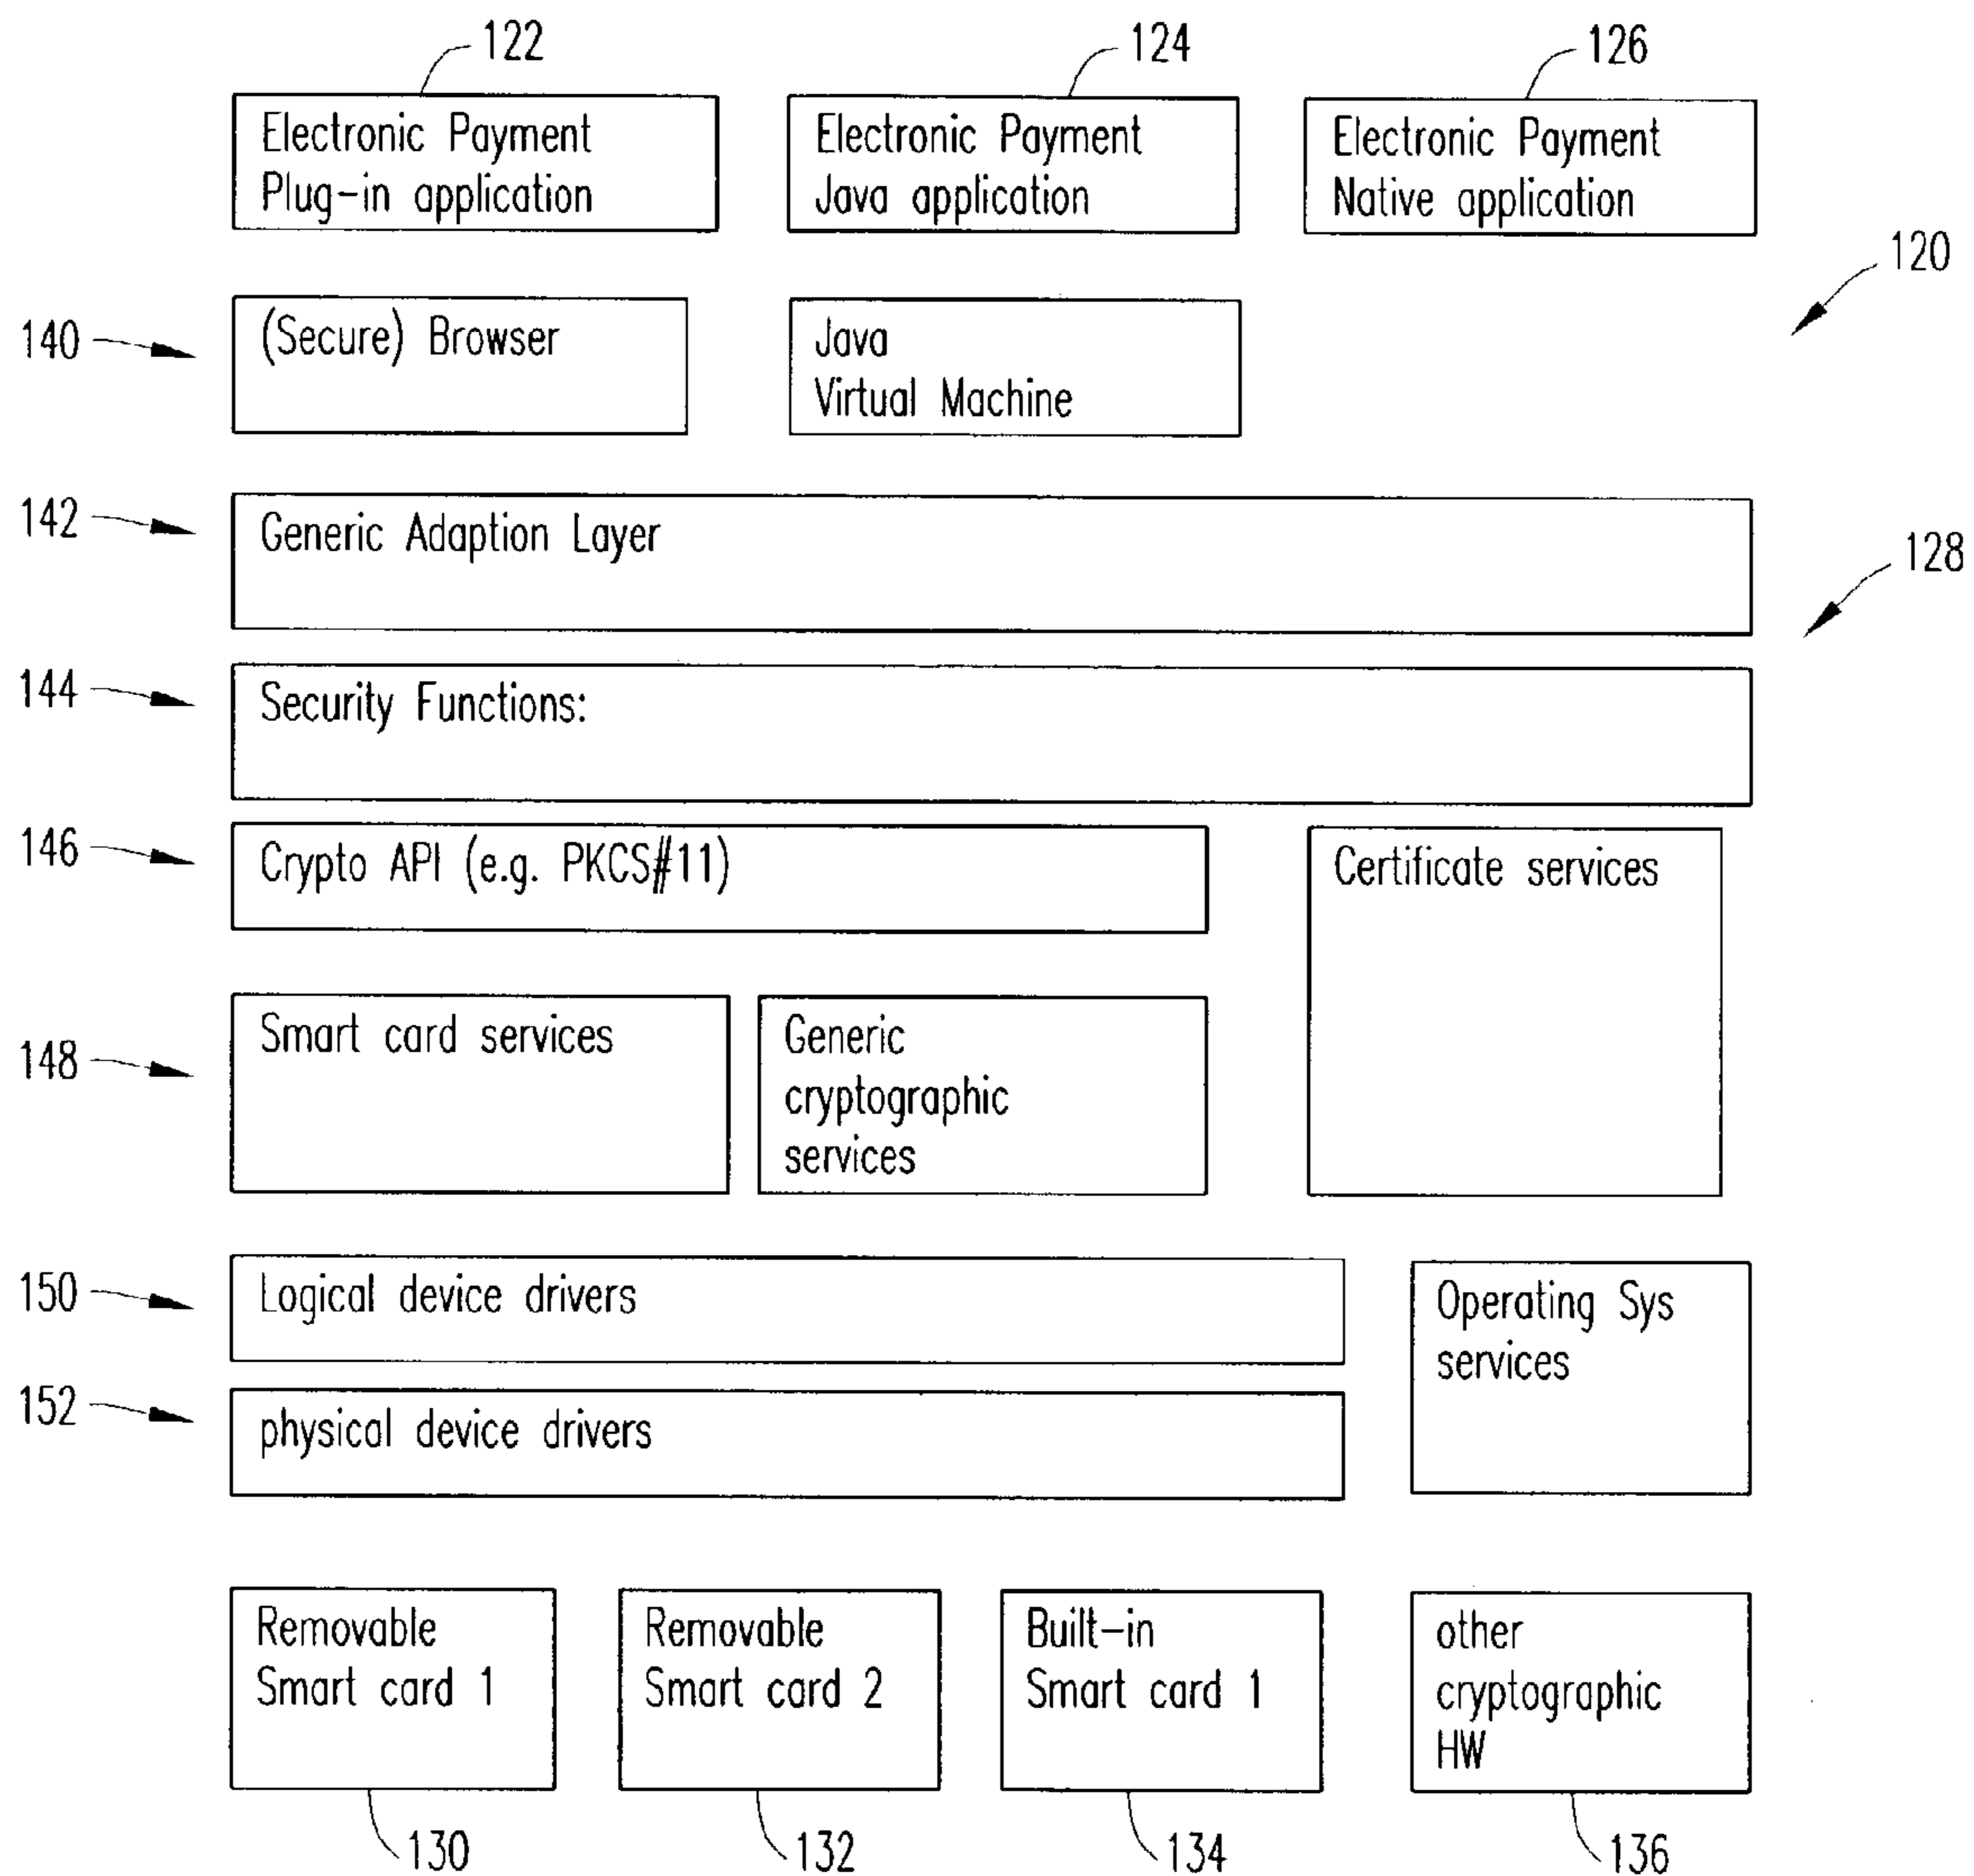 122
124
126
Electronic Payment
Plug-in application
Electronic Payment
Java application
Electronic Payment
Native application
120
140
(Secure) Browser
Java
Virtual Machine
142
Generic Adaption Layer
128
144
Security Functions:
146
Crypto API (e.g. PKCS#11)
Certificate services
148
Smart card services
Generic
cryptographic
services
150
Logical device drivers
Operating Sys
services
152
physical device drivers
Removable
Smart card 1
Removable
Smart card 2
Built-in
Smart card 1
other
cryptographic
HW
130
132
134
136